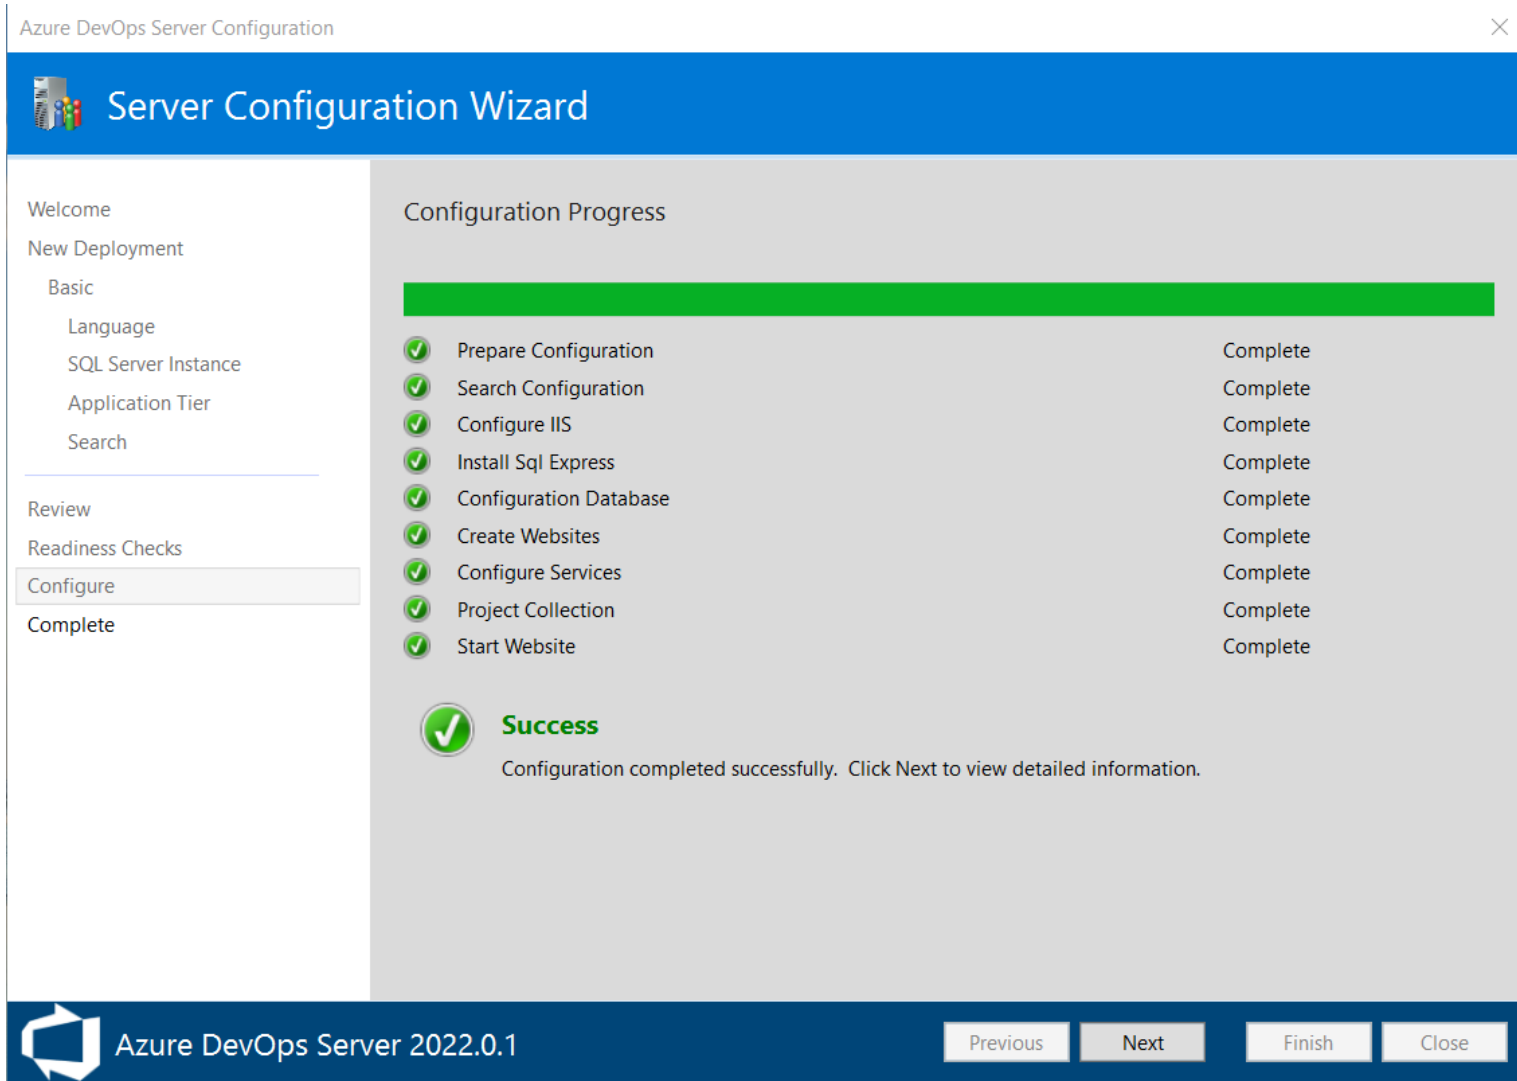 Azure DevOps Server Configuration
Server Configuration Wizard
Welcome
New Deployment
Basic
Language
SQL Server Instance
Application Tier
Search
Review
Readiness Checks
Configure
Complete
Configuration Progress
Prepare Configuration Complete
Search Configuration Complete
Configure IIS Complete
Install Sql Express Complete
Configuration Database Complete
Create Websites Complete
Configure Services Complete
Project Collection Complete
Start Website Complete
Success
Configuration completed successfully.  Click Next to view detailed information.
Azure DevOps Server 2022.0.1
Previous Next Finish Close